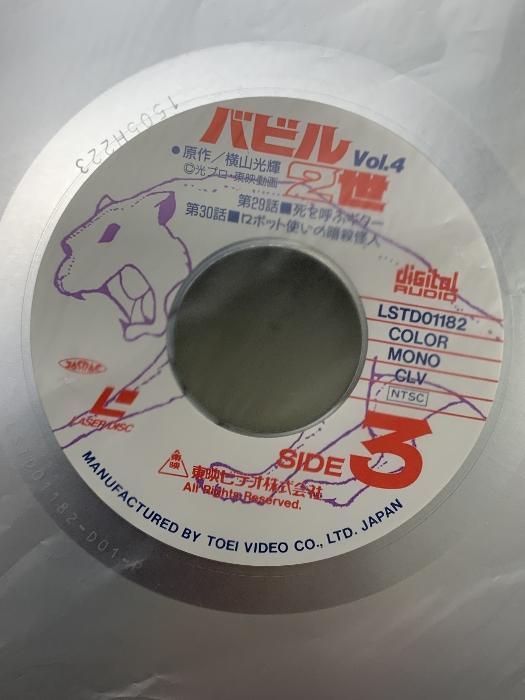 バビル
2世
Vol.4
●原作/横山光輝
©光プロ・東映動画
第29話■死を呼ぶギター
第30話■ロボット使いの暗殺怪人
digital
AUDIO
LSTD01182
COLOR
MONO
CLV
NTSC
LASERDISC
SIDE 3
東映
東映ビデオ株式会社
All Rights Reserved.
MANUFACTURED BY TOEI VIDEO CO., LTD. JAPAN